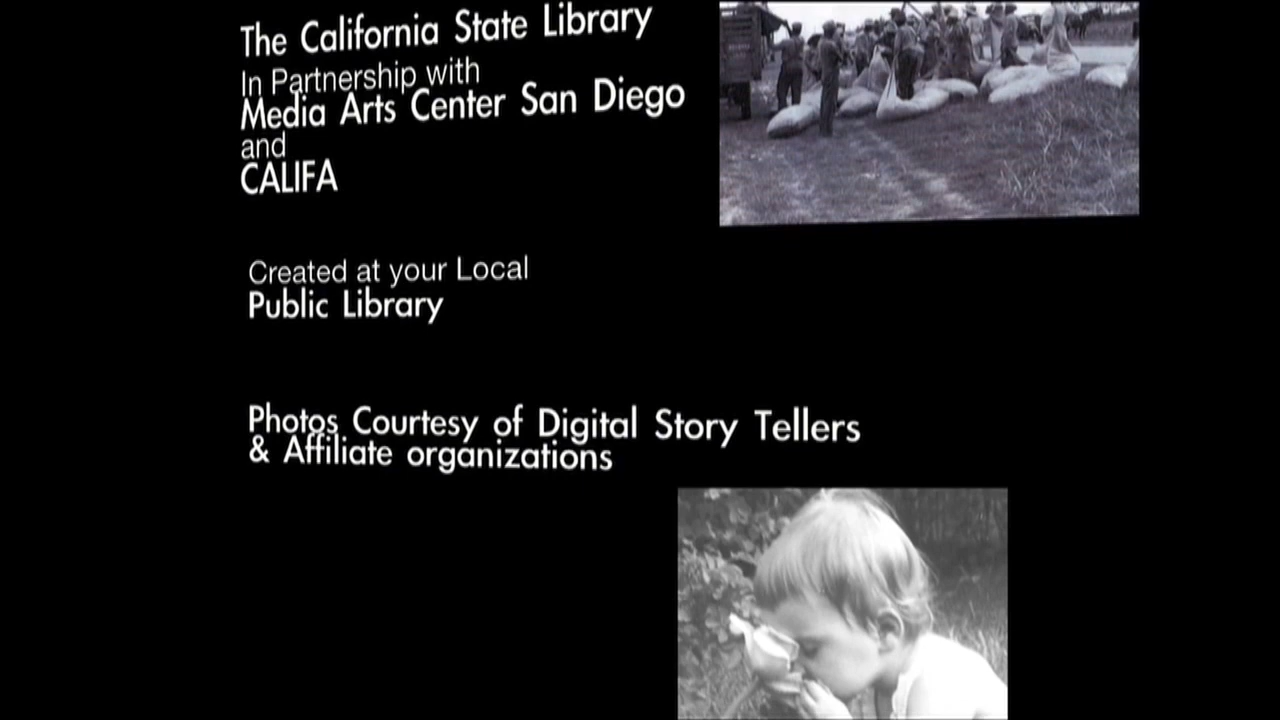 The California State Library
In Partnership with
Media Arts Center San Diego
and
CALIFA
Created at your Local
Public Library
Photos Courtesy of Digital Story Tellers
& Affiliate organizations